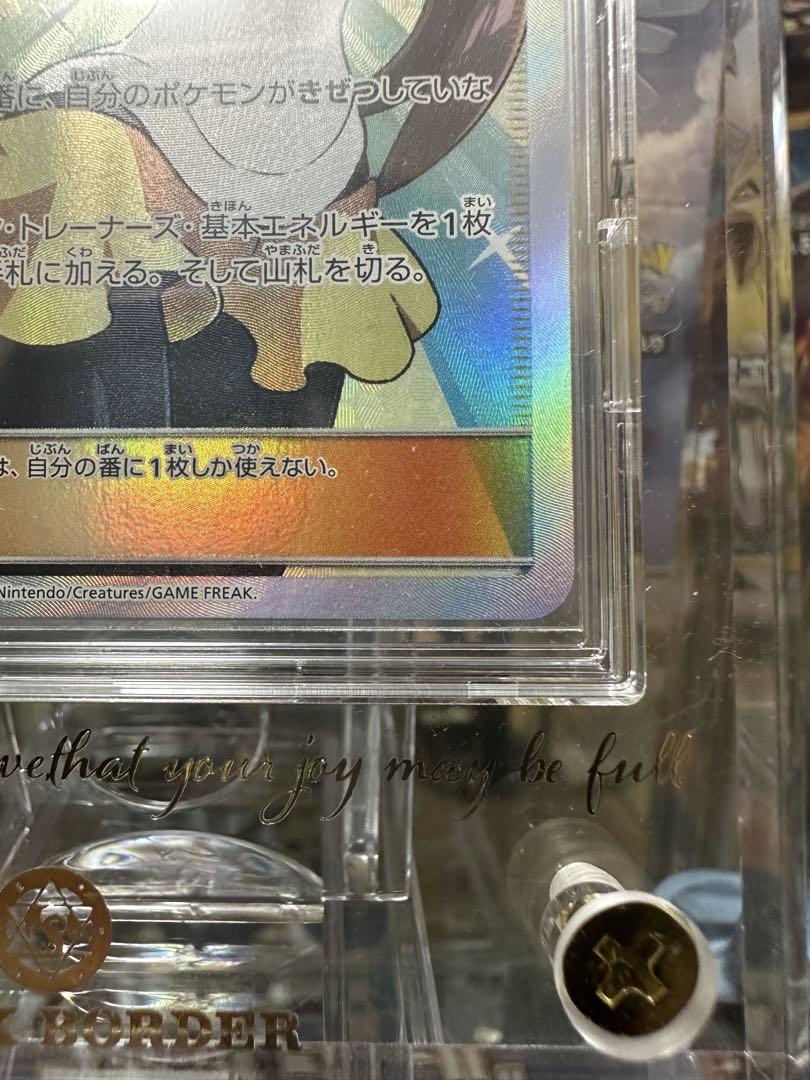 番に、自分のポケモンがきぜつしていな
・トレーナーズ・基本エネルギーを1枚
手札に加える。そして山札を切る。
は、自分の番に1枚しか使えない。
Nintendo/Creatures/GAME FREAK.
that your joy may be full
BORDER